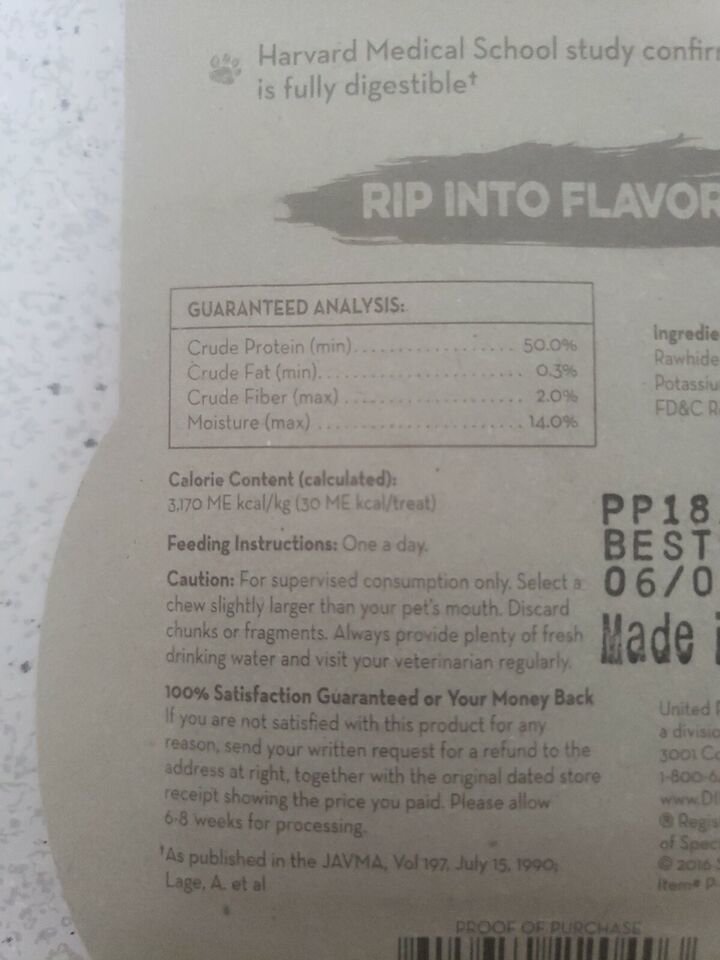 Harvard Medical School study
is fully digestible†
RIP INTO FLAVOR
GUARANTEED ANALYSIS:
Crude Protein (min).................... 50.0%
Crude Fat (min)......................... 0.3%
Crude Fiber (max) ...................... 2.0%
Moisture (max) ......................... 14.0%
Rawhide
FD&C
Calorie Content (calculated):
3,170 ME kcal/kg (30 ME kcal/treat)
Feeding Instructions: One a day.
Caution: For supervised consumption only. Select a
chew slightly larger than your pet's mouth. Discard
chunks or fragments. Always provide plenty of fresh
drinking water and visit your veterinarian regularly.
PP18
BEST
06/0
Made
100% Satisfaction Guaranteed or Your Money Back
If you are not satisfied with this product for any
reason, send your written request for a refund to the
address at right, together with the original dated store
receipt showing the price you paid. Please allow
6-8 weeks for processing.
United
a
3001
1-800-6
www.DI
®
of
© 2016
Item#
†As published in the JAVMA, Vol 197, July 15, 1990;
Lage, A. et al
PROOF OF PURCHASE